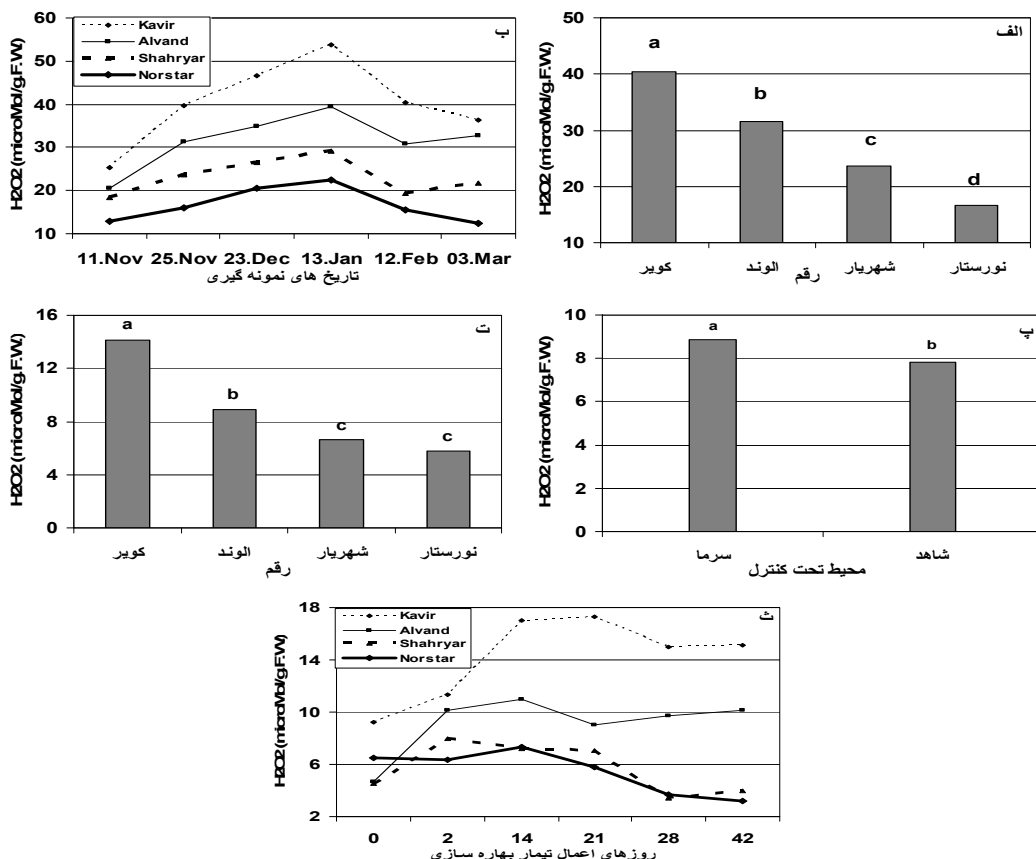 ب
Kavir
Alvand
Shahryar
Norstar
H2O2 (microMol/g.F.W.)
60
50
40
30
20
10
11.Nov 25.Nov 23.Dec 13.Jan 12.Feb 03.Mar
تاریخ های نمونه گیری
الف
H2O2 (microMol/g.F.W.)
50
40
30
20
10
a b c d
کویر الوند شهریار نورستار
رقم
ت
H2O2 (microMol/g.F.W.)
16
12
8
4
0
a b c c
کویر الوند شهریار نورستار
رقم
پ
H2O2 (microMol/g.F.W.)
10
8
6
4
2
0
a b
سرما شاهد
محیط تحت کنترل
ث
Kavir
Alvand
Shahryar
Norstar
H2O2 (microMol/g.F.W.)
18
14
10
6
2
0 2 14 21 28 42
روزهای اعمال تیمار بهاره سازی